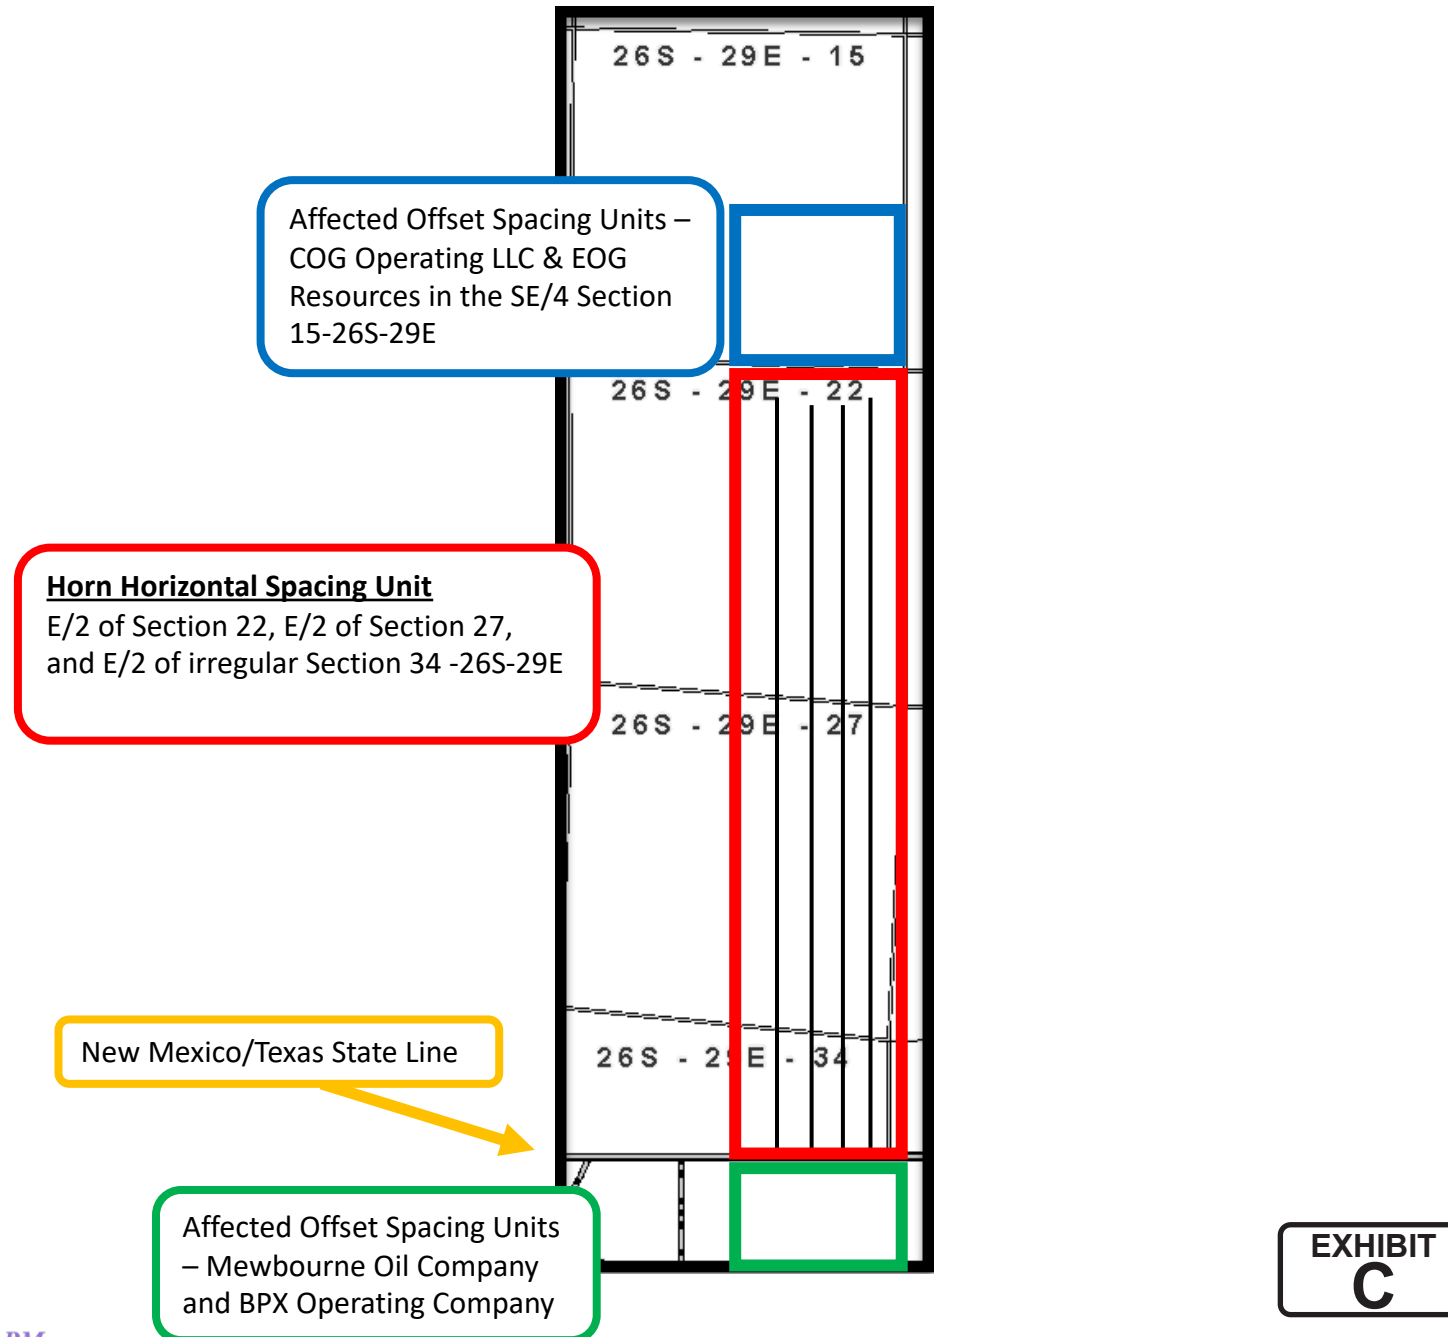 26S - 29E - 15
Affected Offset Spacing Units –
COG Operating LLC & EOG
Resources in the SE/4 Section
15-26S-29E
26S - 29E - 22
Horn Horizontal Spacing Unit
E/2 of Section 22, E/2 of Section 27,
and E/2 of irregular Section 34 -26S-29E
26S - 29E - 27
New Mexico/Texas State Line
26S - 29E - 34
Affected Offset Spacing Units
– Mewbourne Oil Company
and BPX Operating Company
EXHIBIT
C